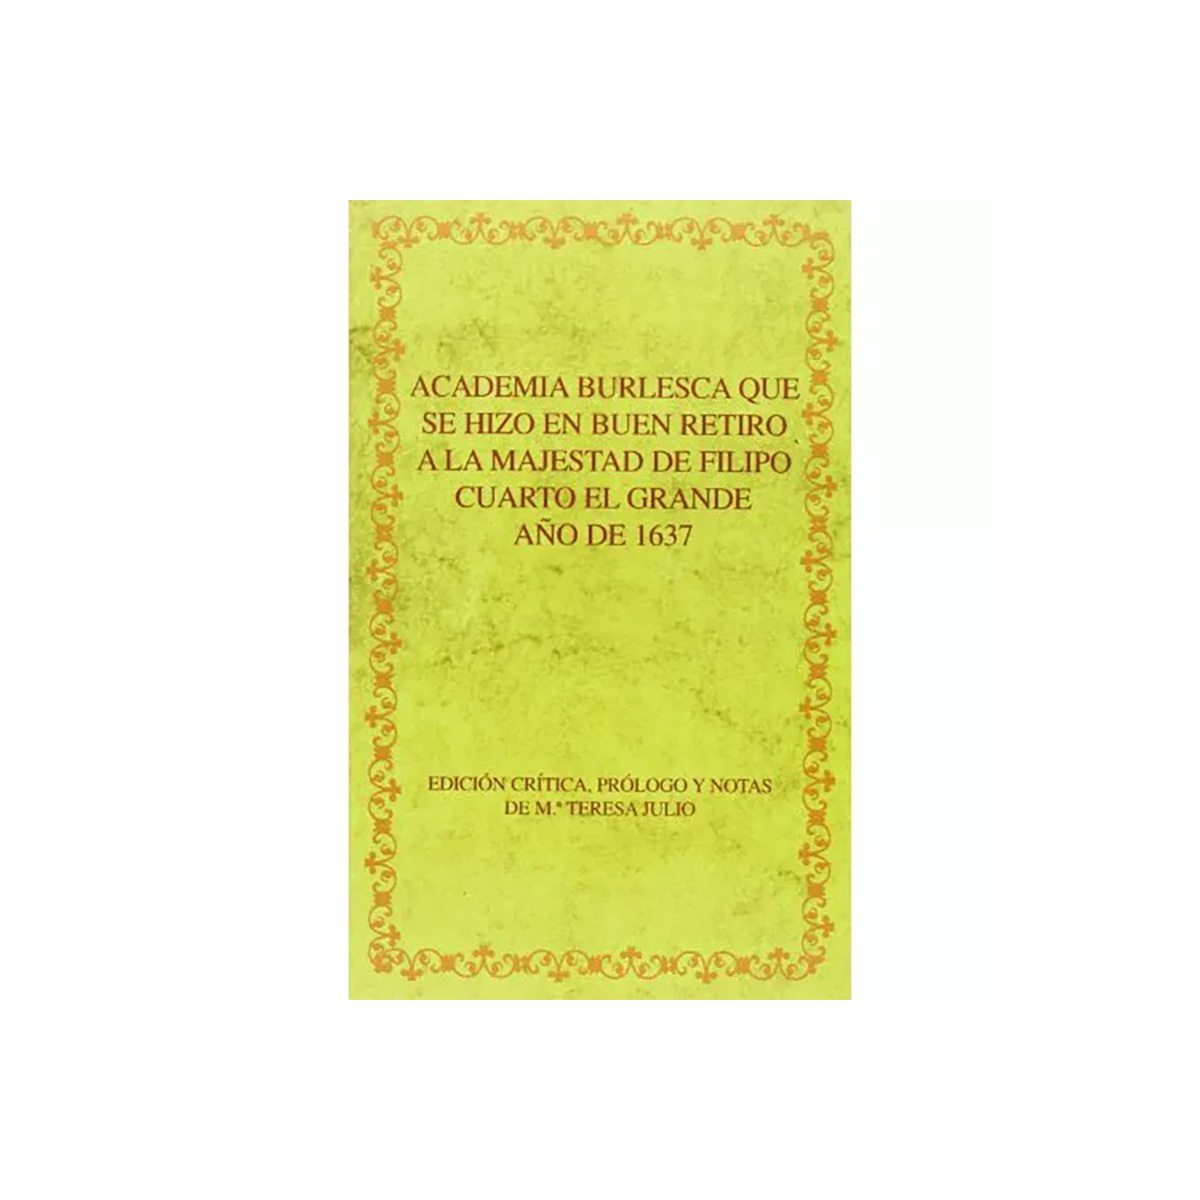 ACADEMIA BURLESCA QUE
SE HIZO EN BUEN RETIRO
A LA MAJESTAD DE FILIPO
CUARTO EL GRANDE
AÑO DE 1637
EDICIÓN CRÍTICA, PRÓLOGO Y NOTAS
DE M.ª TERESA JULIO